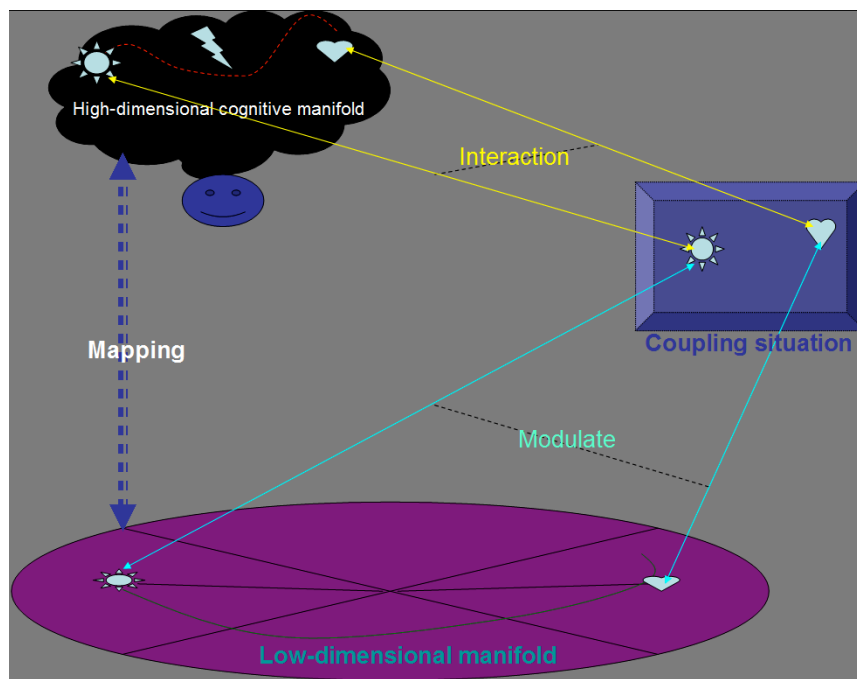 High-dimensional cognitive manifold
Interaction
Coupling situation
Mapping
Modulate
Low-dimensional manifold